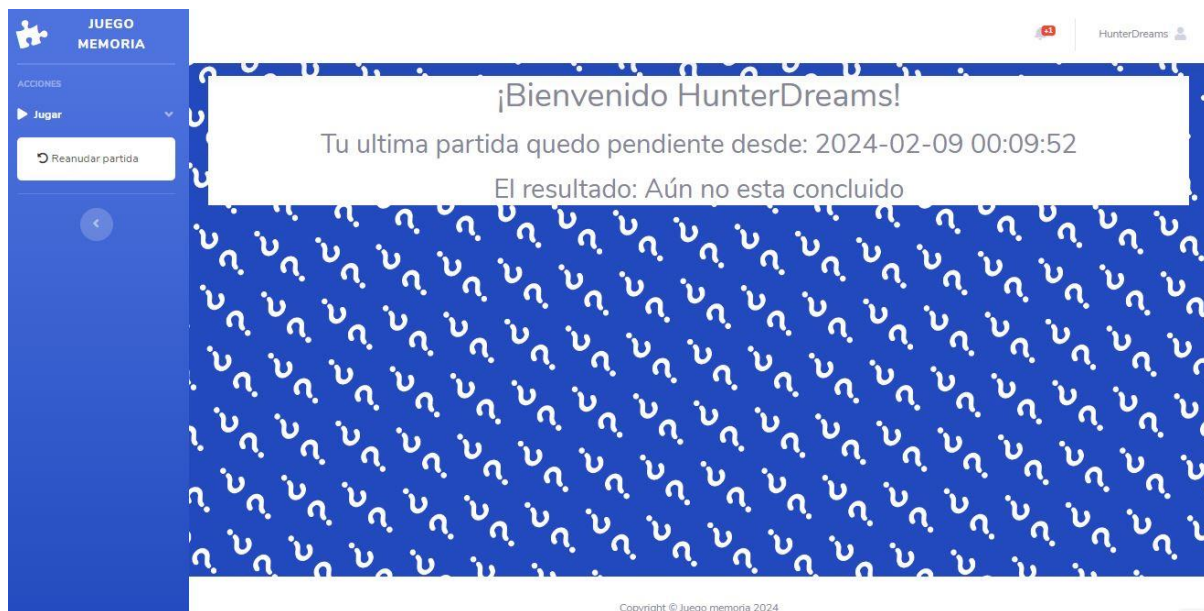 JUEGO
MEMORIA
+1
HunterDreams
ACCIONES
Jugar
Reanudar partida
¡Bienvenido HunterDreams!
Tu ultima partida quedo pendiente desde: 2024-02-09 00:09:52
El resultado: Aún no esta concluido
Copyright © Juego memoria 2024